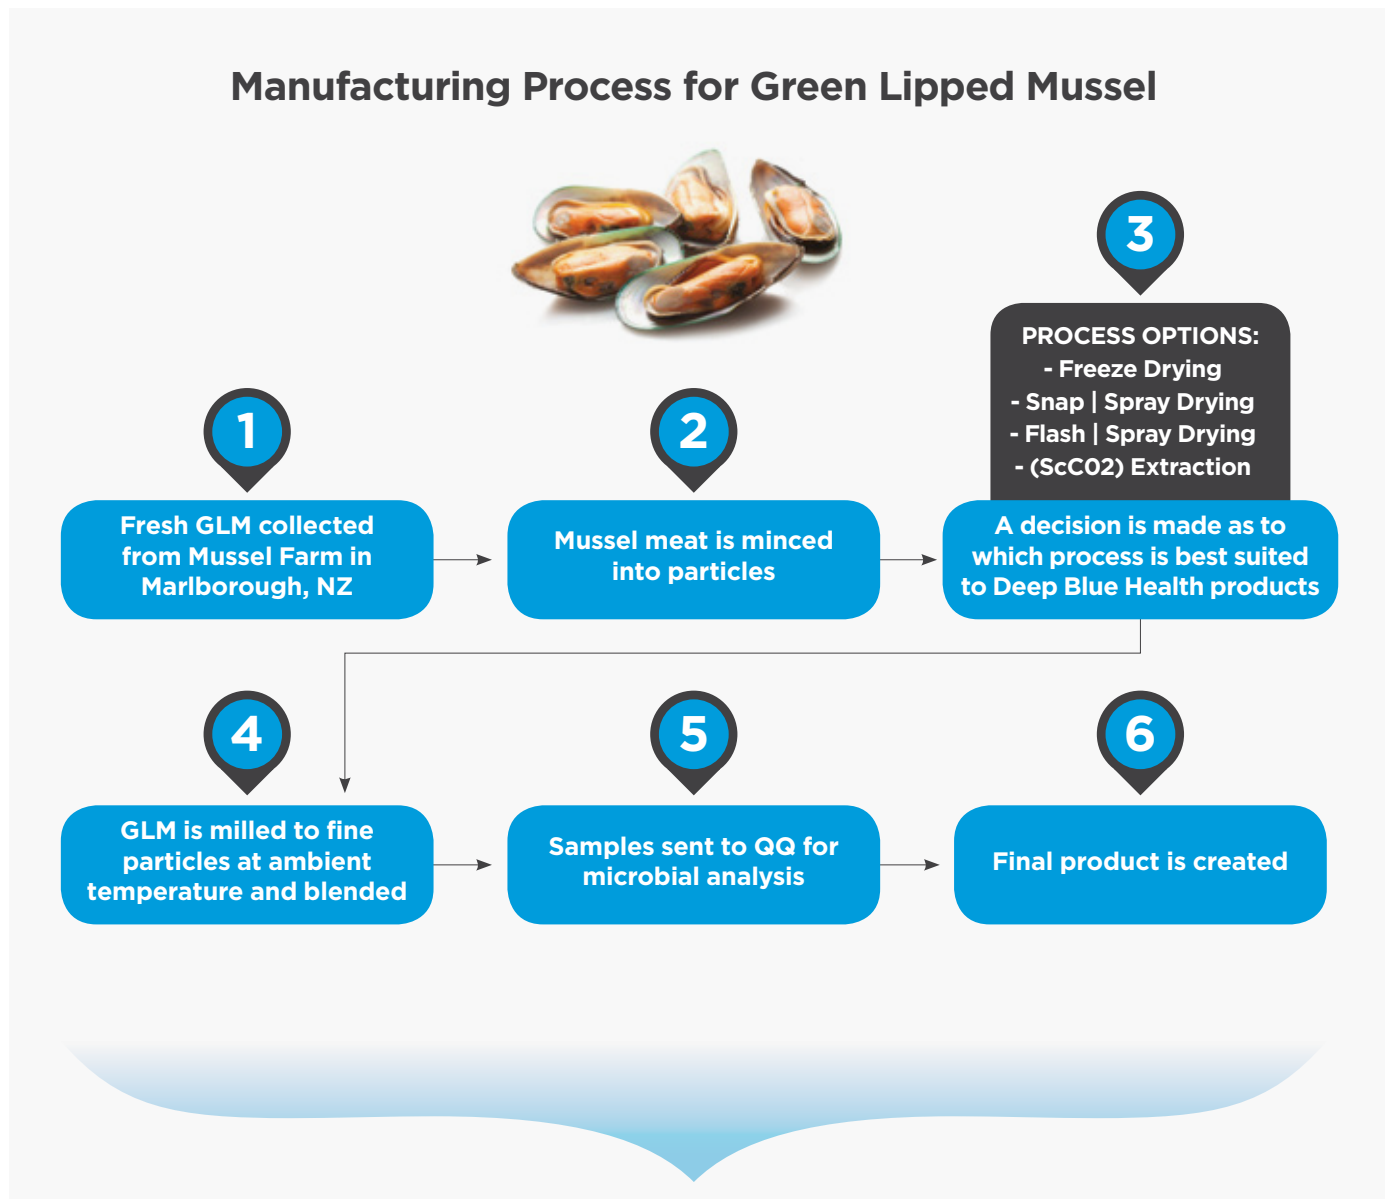 Manufacturing Process for Green Lipped Mussel
1
Fresh GLM collected
from Mussel Farm in
Marlborough, NZ
2
Mussel meat is minced
into particles
3
PROCESS OPTIONS:
- Freeze Drying
- Snap | Spray Drying
- Flash | Spray Drying
- (ScC02) Extraction
A decision is made as to
which process is best suited
to Deep Blue Health products
4
GLM is milled to fine
particles at ambient
temperature and blended
5
Samples sent to QQ for
microbial analysis
6
Final product is created